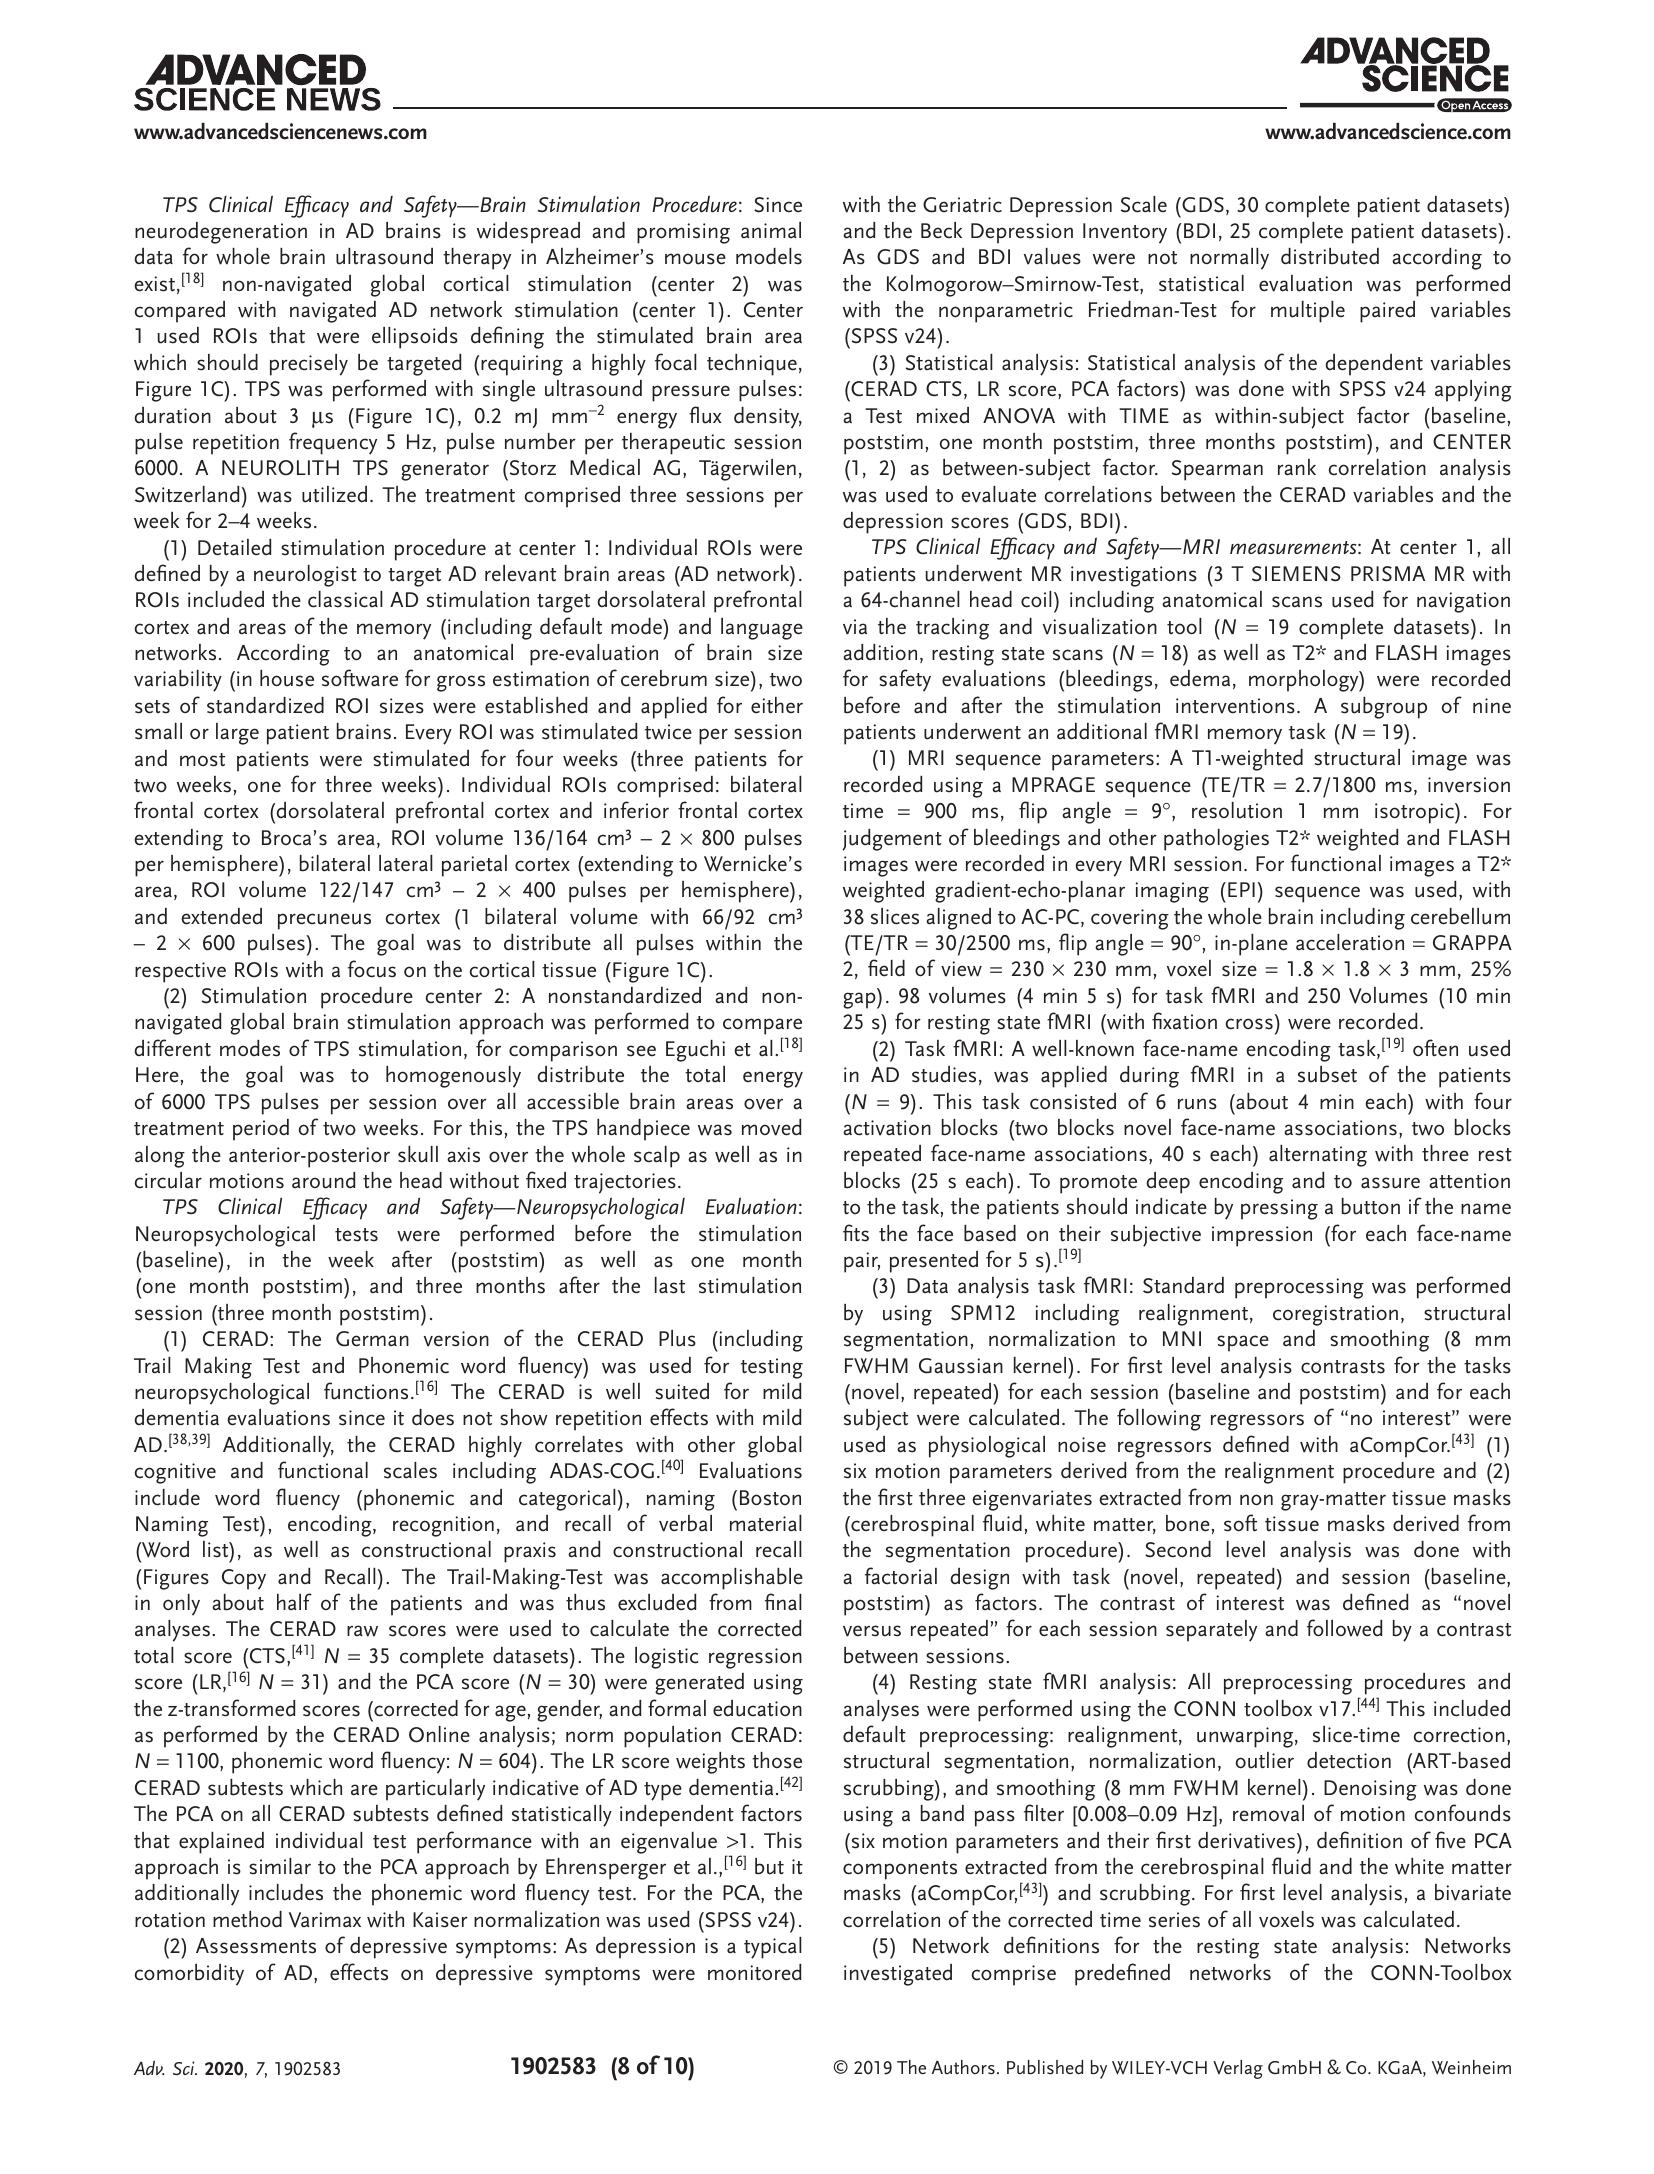 ADVANCED
SCIENCE NEWS
www.advancedsciencenews.com
ADVANCED
SCIENCE
Open Access
www.advancedscience.com
TPS Clinical Efficacy and Safety—Brain Stimulation Procedure: Since
neurodegeneration in AD brains is widespread and promising animal
data for whole brain ultrasound therapy in Alzheimer's mouse models
exist,[18] non-navigated global cortical stimulation (center 2) was
compared with navigated AD network stimulation (center 1). Center
1 used ROIs that were ellipsoids defining the stimulated brain area
which should precisely be targeted (requiring a highly focal technique,
Figure 1C). TPS was performed with single ultrasound pressure pulses:
duration about 3 µs (Figure 1C), 0.2 mJ mm⁻² energy flux density,
pulse repetition frequency 5 Hz, pulse number per therapeutic session
6000. A NEUROLITH TPS generator (Storz Medical AG, Tägerwilen,
Switzerland) was utilized. The treatment comprised three sessions per
week for 2–4 weeks.
(1) Detailed stimulation procedure at center 1: Individual ROIs were
defined by a neurologist to target AD relevant brain areas (AD network).
ROIs included the classical AD stimulation target dorsolateral prefrontal
cortex and areas of the memory (including default mode) and language
networks. According to an anatomical pre-evaluation of brain size
variability (in house software for gross estimation of cerebrum size), two
sets of standardized ROI sizes were established and applied for either
small or large patient brains. Every ROI was stimulated twice per session
and most patients were stimulated for four weeks (three patients for
two weeks, one for three weeks). Individual ROIs comprised: bilateral
frontal cortex (dorsolateral prefrontal cortex and inferior frontal cortex
extending to Broca's area, ROI volume 136/164 cm³ – 2 × 800 pulses
per hemisphere), bilateral lateral parietal cortex (extending to Wernicke's
area, ROI volume 122/147 cm³ – 2 × 400 pulses per hemisphere),
and extended precuneus cortex (1 bilateral volume with 66/92 cm³
– 2 × 600 pulses). The goal was to distribute all pulses within the
respective ROIs with a focus on the cortical tissue (Figure 1C).
(2) Stimulation procedure center 2: A nonstandardized and non-
navigated global brain stimulation approach was performed to compare
different modes of TPS stimulation, for comparison see Eguchi et al.[18]
Here, the goal was to homogenously distribute the total energy
of 6000 TPS pulses per session over all accessible brain areas over a
treatment period of two weeks. For this, the TPS handpiece was moved
along the anterior-posterior skull axis over the whole scalp as well as in
circular motions around the head without fixed trajectories.
TPS Clinical Efficacy and Safety—Neuropsychological Evaluation:
Neuropsychological tests were performed before the stimulation
(baseline), in the week after (poststim) as well as one month
(one month poststim), and three months after the last stimulation
session (three month poststim).
(1) CERAD: The German version of the CERAD Plus (including
Trail Making Test and Phonemic word fluency) was used for testing
neuropsychological functions.[16] The CERAD is well suited for mild
dementia evaluations since it does not show repetition effects with mild
AD.[38,39] Additionally, the CERAD highly correlates with other global
cognitive and functional scales including ADAS-COG.[40] Evaluations
include word fluency (phonemic and categorical), naming (Boston
Naming Test), encoding, recognition, and recall of verbal material
(Word list), as well as constructional praxis and constructional recall
(Figures Copy and Recall). The Trail-Making-Test was accomplishable
in only about half of the patients and was thus excluded from final
analyses. The CERAD raw scores were used to calculate the corrected
total score (CTS,[41] N = 35 complete datasets). The logistic regression
score (LR,[16] N = 31) and the PCA score (N = 30) were generated using
the z-transformed scores (corrected for age, gender, and formal education
as performed by the CERAD Online analysis; norm population CERAD:
N = 1100, phonemic word fluency: N = 604). The LR score weights those
CERAD subtests which are particularly indicative of AD type dementia.[42]
The PCA on all CERAD subtests defined statistically independent factors
that explained individual test performance with an eigenvalue >1. This
approach is similar to the PCA approach by Ehrensperger et al.,[16] but it
additionally includes the phonemic word fluency test. For the PCA, the
rotation method Varimax with Kaiser normalization was used (SPSS v24).
(2) Assessments of depressive symptoms: As depression is a typical
comorbidity of AD, effects on depressive symptoms were monitored
with the Geriatric Depression Scale (GDS, 30 complete patient datasets)
and the Beck Depression Inventory (BDI, 25 complete patient datasets).
As GDS and BDI values were not normally distributed according to
the Kolmogorow–Smirnow-Test, statistical evaluation was performed
with the nonparametric Friedman-Test for multiple paired variables
(SPSS v24).
(3) Statistical analysis: Statistical analysis of the dependent variables
(CERAD CTS, LR score, PCA factors) was done with SPSS v24 applying
a Test mixed ANOVA with TIME as within-subject factor (baseline,
poststim, one month poststim, three months poststim), and CENTER
(1, 2) as between-subject factor. Spearman rank correlation analysis
was used to evaluate correlations between the CERAD variables and the
depression scores (GDS, BDI).
TPS Clinical Efficacy and Safety—MRI measurements: At center 1, all
patients underwent MR investigations (3 T SIEMENS PRISMA MR with
a 64-channel head coil) including anatomical scans used for navigation
via the tracking and visualization tool (N = 19 complete datasets). In
addition, resting state scans (N = 18) as well as T2* and FLASH images
for safety evaluations (bleedings, edema, morphology) were recorded
before and after the stimulation interventions. A subgroup of nine
patients underwent an additional fMRI memory task (N = 19).
(1) MRI sequence parameters: A T1-weighted structural image was
recorded using a MPRAGE sequence (TE/TR = 2.7/1800 ms, inversion
time = 900 ms, flip angle = 9°, resolution 1 mm isotropic). For
judgement of bleedings and other pathologies T2* weighted and FLASH
images were recorded in every MRI session. For functional images a T2*
weighted gradient-echo-planar imaging (EPI) sequence was used, with
38 slices aligned to AC-PC, covering the whole brain including cerebellum
(TE/TR = 30/2500 ms, flip angle = 90°, in-plane acceleration = GRAPPA
2, field of view = 230 × 230 mm, voxel size = 1.8 × 1.8 × 3 mm, 25%
gap). 98 volumes (4 min 5 s) for task fMRI and 250 Volumes (10 min
25 s) for resting state fMRI (with fixation cross) were recorded.
(2) Task fMRI: A well-known face-name encoding task,[19] often used
in AD studies, was applied during fMRI in a subset of the patients
(N = 9). This task consisted of 6 runs (about 4 min each) with four
activation blocks (two blocks novel face-name associations, two blocks
repeated face-name associations, 40 s each) alternating with three rest
blocks (25 s each). To promote deep encoding and to assure attention
to the task, the patients should indicate by pressing a button if the name
fits the face based on their subjective impression (for each face-name
pair, presented for 5 s).[19]
(3) Data analysis task fMRI: Standard preprocessing was performed
by using SPM12 including realignment, coregistration, structural
segmentation, normalization to MNI space and smoothing (8 mm
FWHM Gaussian kernel). For first level analysis contrasts for the tasks
(novel, repeated) for each session (baseline and poststim) and for each
subject were calculated. The following regressors of “no interest” were
used as physiological noise regressors defined with aCompCor.[43] (1)
six motion parameters derived from the realignment procedure and (2)
the first three eigenvariates extracted from non gray-matter tissue masks
(cerebrospinal fluid, white matter, bone, soft tissue masks derived from
the segmentation procedure). Second level analysis was done with
a factorial design with task (novel, repeated) and session (baseline,
poststim) as factors. The contrast of interest was defined as “novel
versus repeated” for each session separately and followed by a contrast
between sessions.
(4) Resting state fMRI analysis: All preprocessing procedures and
analyses were performed using the CONN toolbox v17.[44] This included
default preprocessing: realignment, unwarping, slice-time correction,
structural segmentation, normalization, outlier detection (ART-based
scrubbing), and smoothing (8 mm FWHM kernel). Denoising was done
using a band pass filter [0.008–0.09 Hz], removal of motion confounds
(six motion parameters and their first derivatives), definition of five PCA
components extracted from the cerebrospinal fluid and the white matter
masks (aCompCor,[43]) and scrubbing. For first level analysis, a bivariate
correlation of the corrected time series of all voxels was calculated.
(5) Network definitions for the resting state analysis: Networks
investigated comprise predefined networks of the CONN-Toolbox
Adv. Sci. 2020, 7, 1902583
1902583 (8 of 10)
© 2019 The Authors. Published by WILEY-VCH Verlag GmbH & Co. KGaA, Weinheim